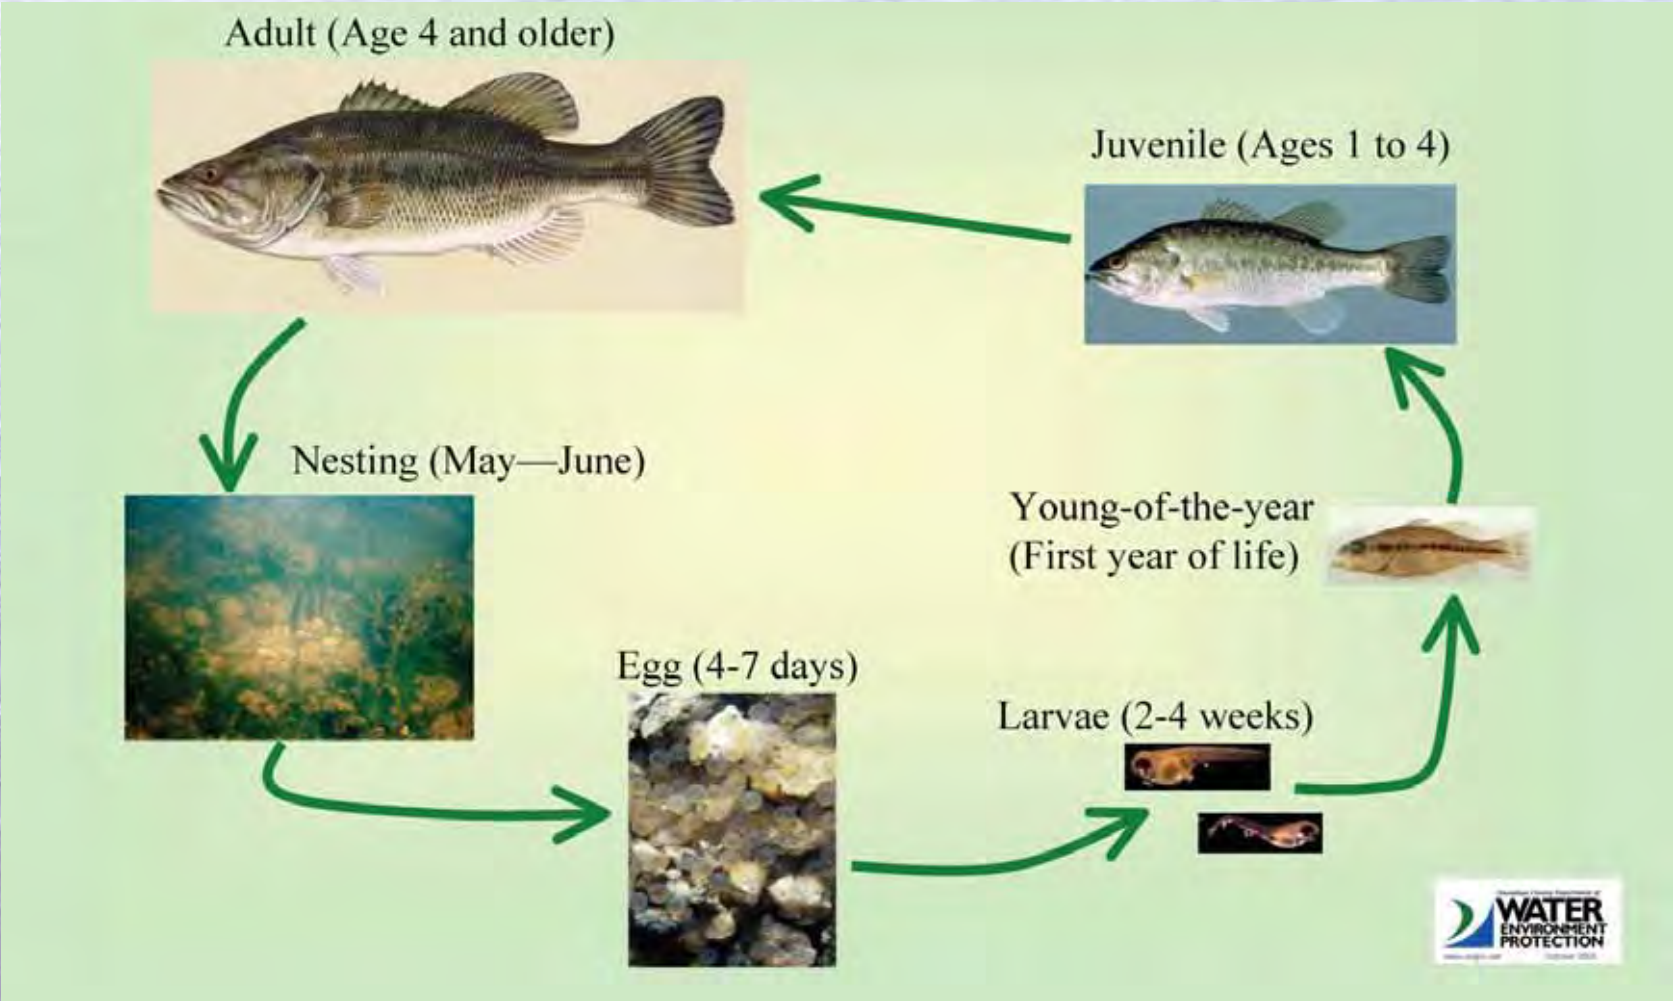 Adult (Age 4 and older)
Juvenile (Ages 1 to 4)
Nesting (May—June)
Young-of-the-year
(First year of life)
Egg (4-7 days)
Larvae (2-4 weeks)
WATER
ENVIRONMENT
PROTECTION